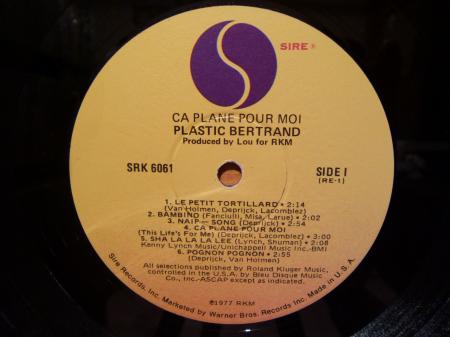 SIRE ®
CA PLANE POUR MOI
PLASTIC BERTRAND
Produced by Lou for RKM
SRK 6061
SIDE I
(RE-1)
1. LE PETIT TORTILLARD • 2:14
(Van Holmen, Deprijck, Lacomblez)
2. BAMBINO (Fanciulli, Misa, Larue) • 2:02
3. NAIF — SONG (Deprijck) • 2:54
4. CA PLANE POUR MOI
(This Life's For Me) (Deprijck, Lacomblez) • 3:00
5. SHA LA LA LA LEE (Lynch, Shuman) • 2:08
Kenny Lynch Music/Unichappell Music Inc.-BMI
6. POGNON POGNON • 2:55
(Deprijck, Van Holmen)
All selections published by Roland Kluger Music,
controlled in the U.S.A. by Bleu Disque Music
Co., Inc., ASCAP except as indicated.
℗1977 RKM
Sire Records, Inc. Marketed by Warner Bros. Records Inc. Made in U.S.A.